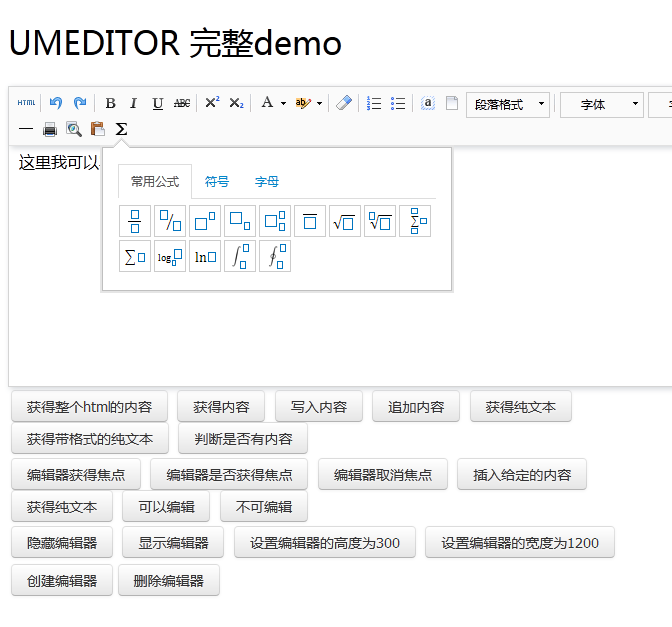 UMEDITOR 完整demo
HTML B I U ABC X² X₂ A ab a 段落格式 字体
Σ
这里我可以
常用公式 符号 字母
Σ
Σ log ln ∫ ∮
获得整个html的内容 获得内容 写入内容 追加内容 获得纯文本
获得带格式的纯文本 判断是否有内容
编辑器获得焦点 编辑器是否获得焦点 编辑器取消焦点 插入给定的内容
获得纯文本 可以编辑 不可编辑
隐藏编辑器 显示编辑器 设置编辑器的高度为300 设置编辑器的宽度为1200
创建编辑器 删除编辑器